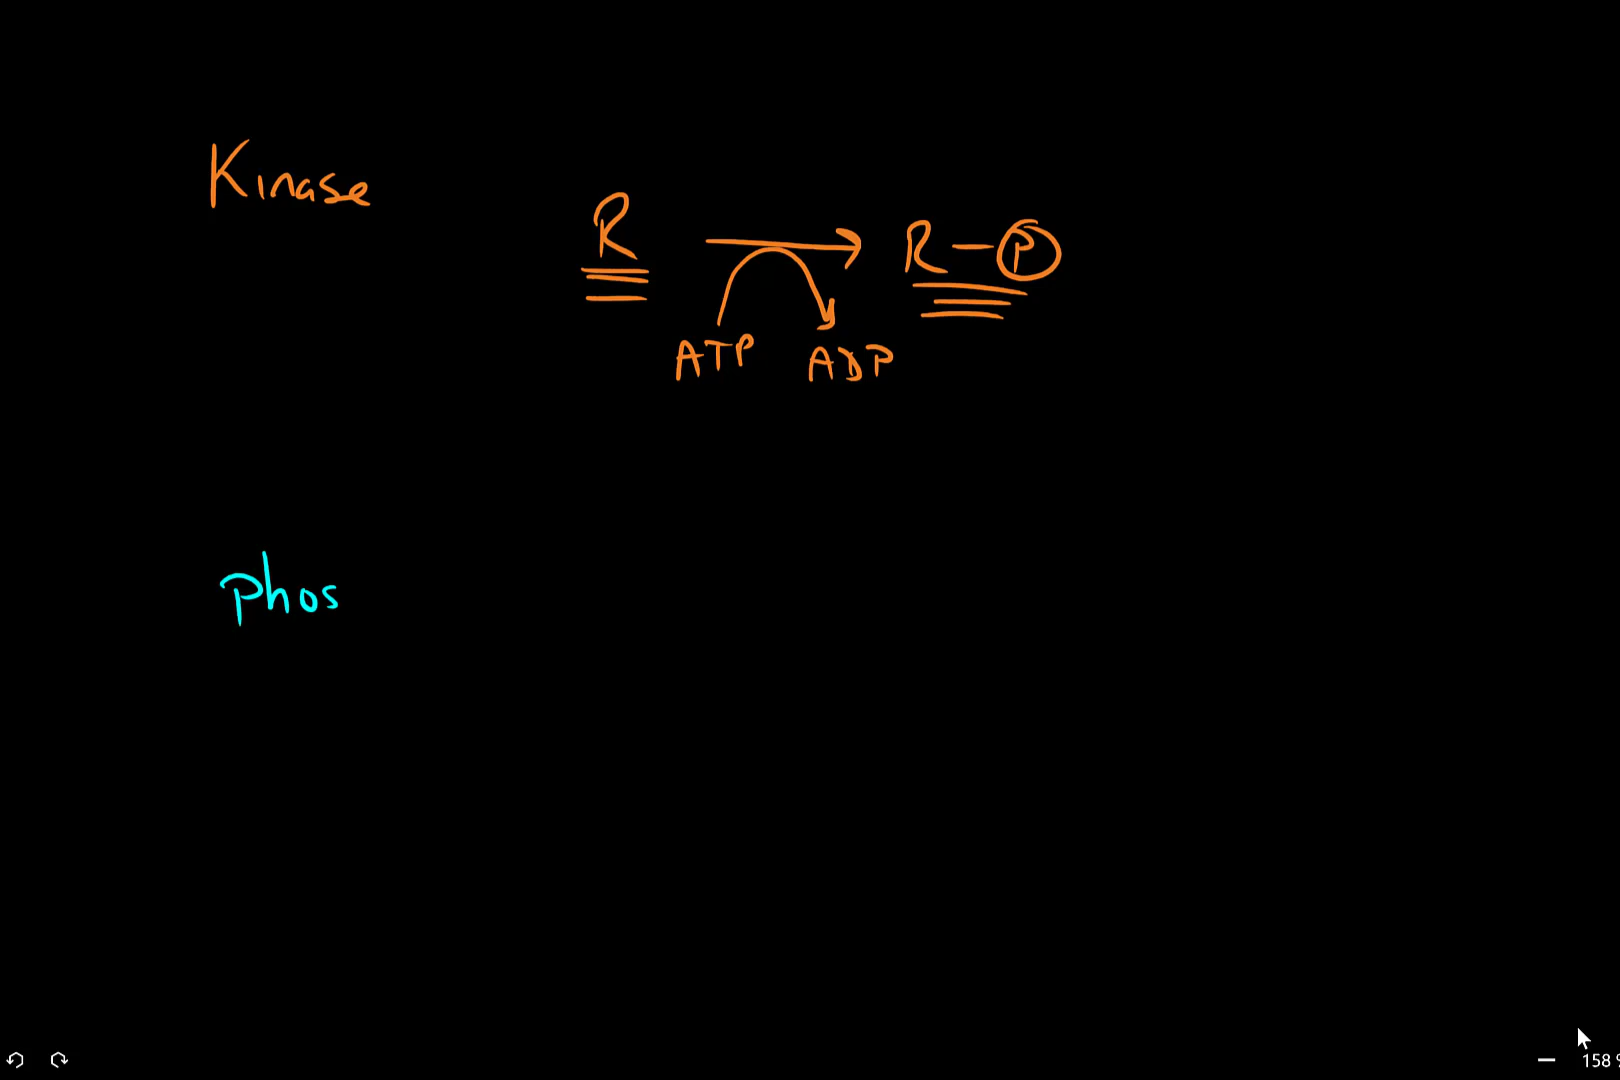 Kinase
R → R — P
ATP ADP
Phos
158 %